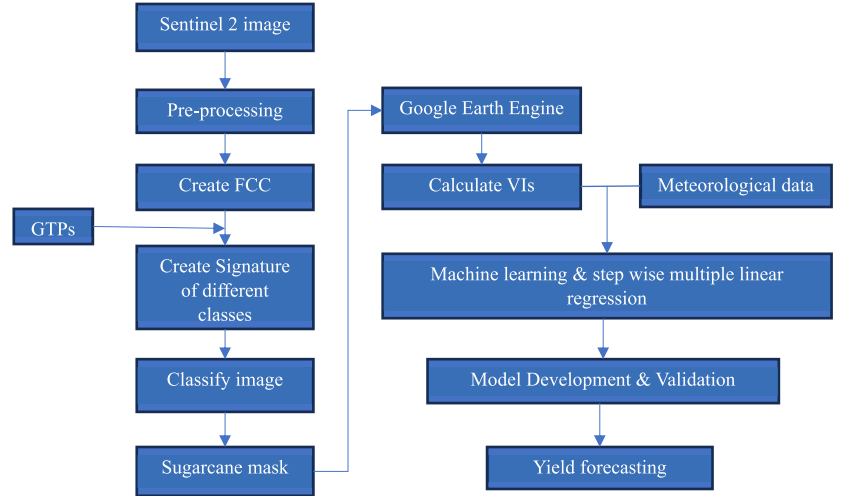 Sentinel 2 image
Pre-processing
Create FCC
GTPs
Create Signature
of different
classes
Classify image
Sugarcane mask
Google Earth Engine
Calculate VIs
Meteorological data
Machine learning & step wise multiple linear
regression
Model Development & Validation
Yield forecasting